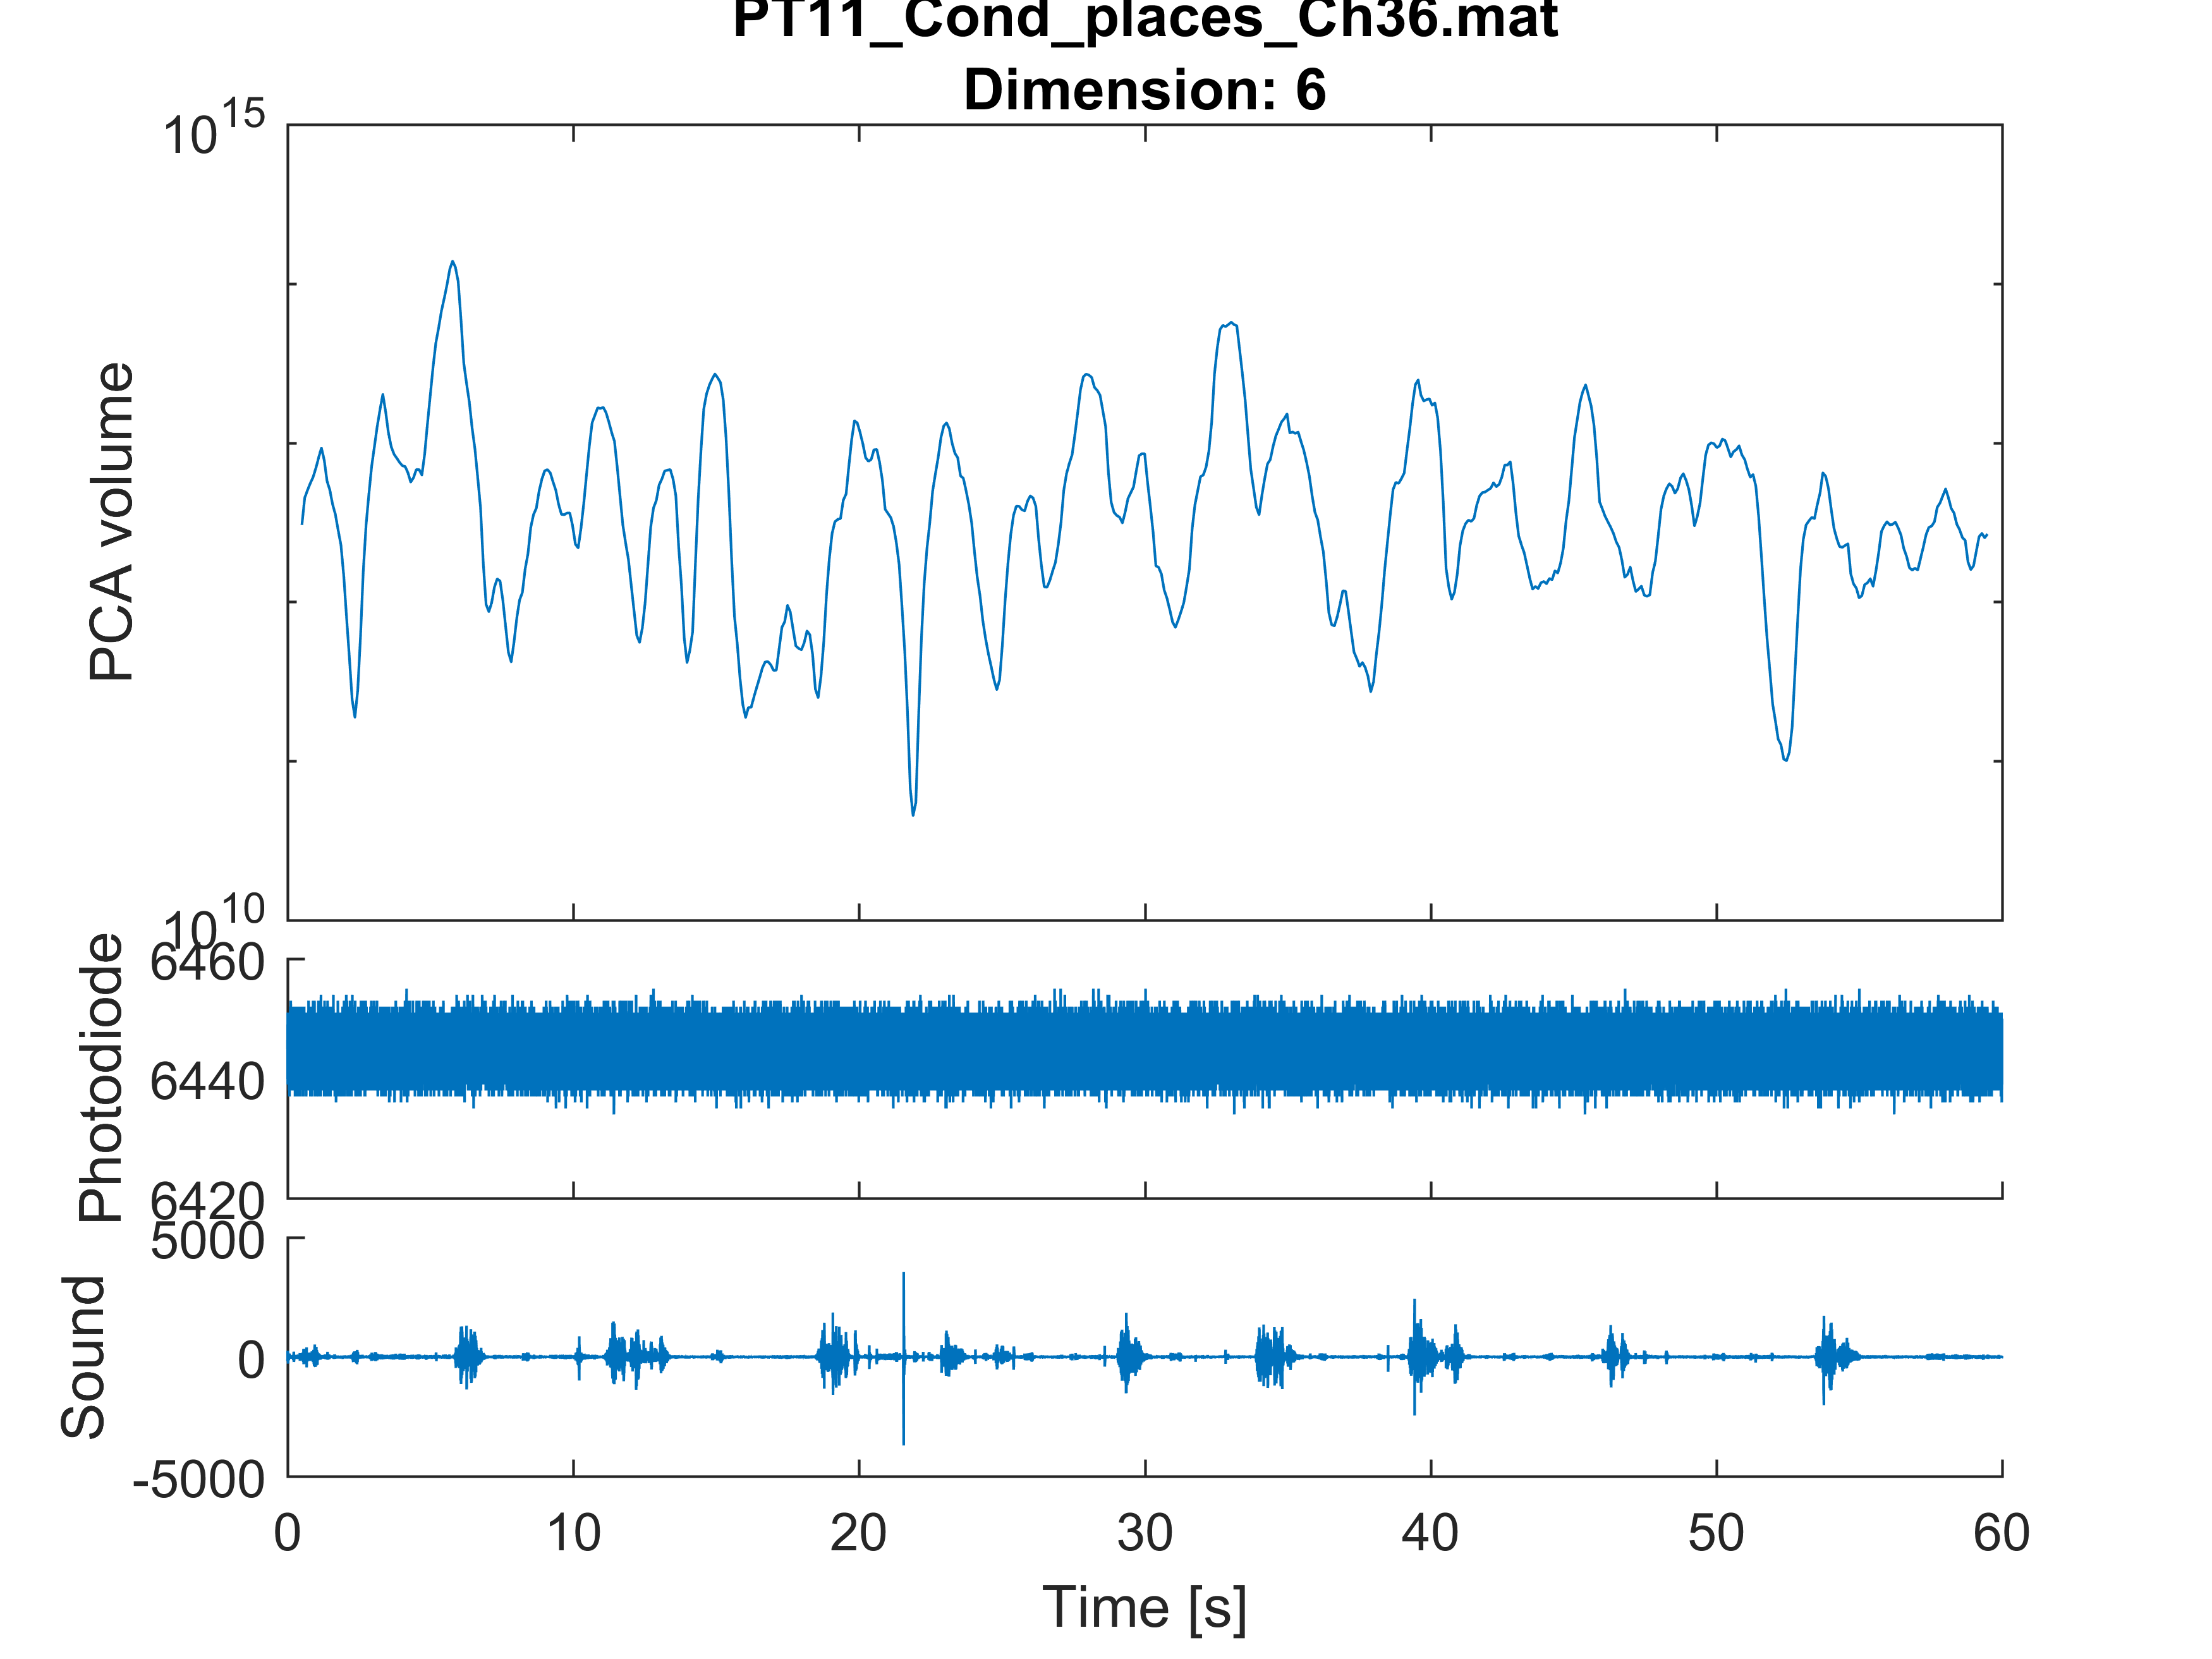 PT11_Cond_places_Ch36.mat
Dimension: 6
10^15
PCA volume
10^10
6460
Photodiode
6440
6420
5000
Sound
0
-5000
0 10 20 30 40 50 60
Time [s]